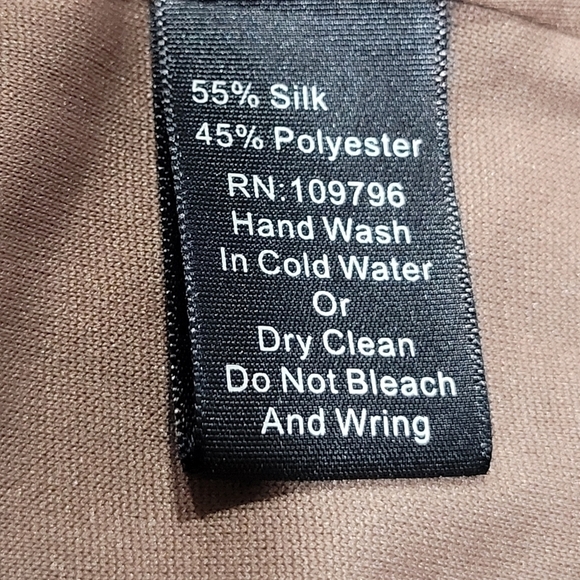 55% Silk
45% Polyester
RN:109796
Hand Wash
In Cold Water
Or
Dry Clean
Do Not Bleach
And Wring